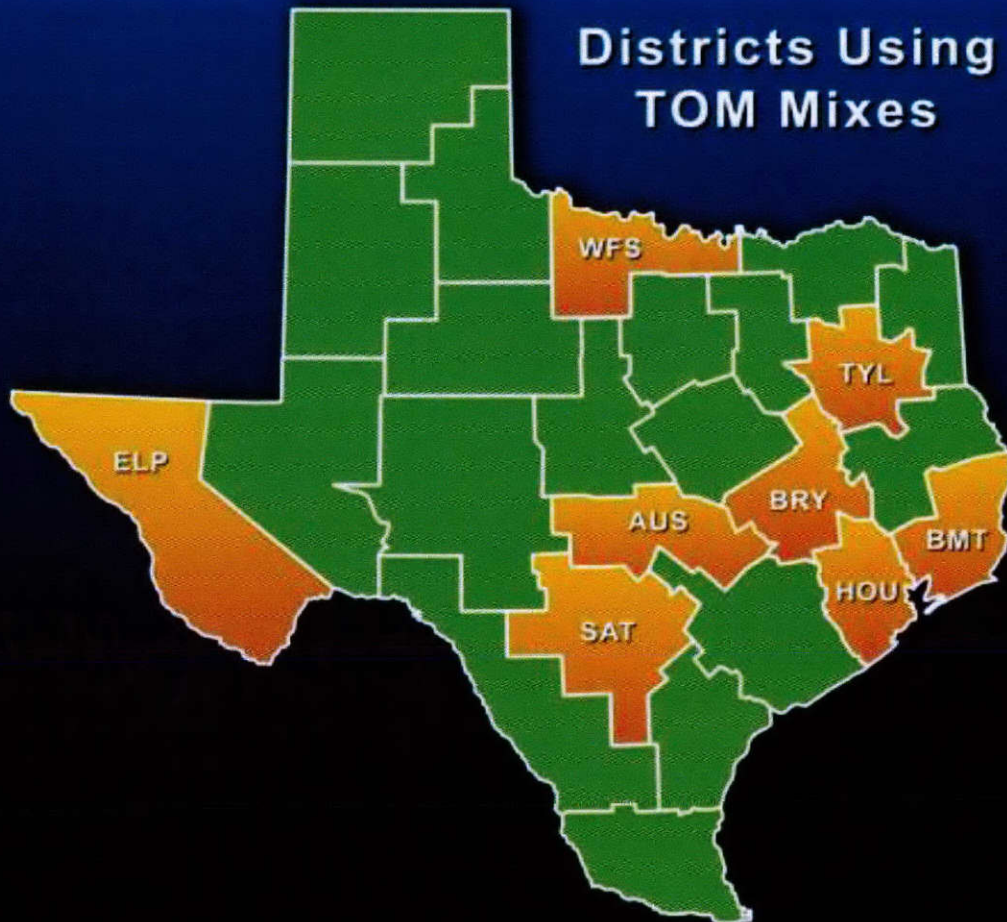 Districts Using
TOM Mixes
WFS
TYL
ELP
BRY
AUS
BMT
HOU
SAT